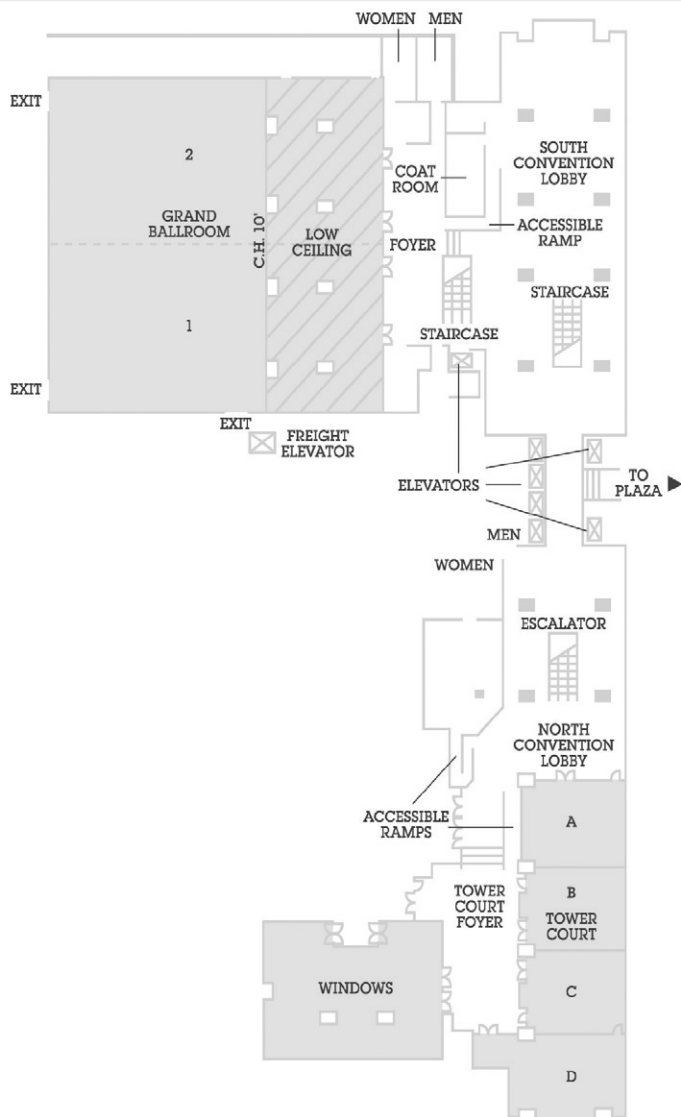 WOMEN
MEN
EXIT
2
SOUTH
CONVENTION
LOBBY
COAT
ROOM
GRAND
BALLROOM
C.H. 10'
LOW
CEILING
FOYER
ACCESSIBLE
RAMP
STAIRCASE
1
STAIRCASE
EXIT
EXIT
FREIGHT
ELEVATOR
ELEVATORS
TO
PLAZA
MEN
WOMEN
ESCALATOR
NORTH
CONVENTION
LOBBY
ACCESSIBLE
RAMPS
A
B
TOWER
COURT
FOYER
TOWER
COURT
WINDOWS
C
D